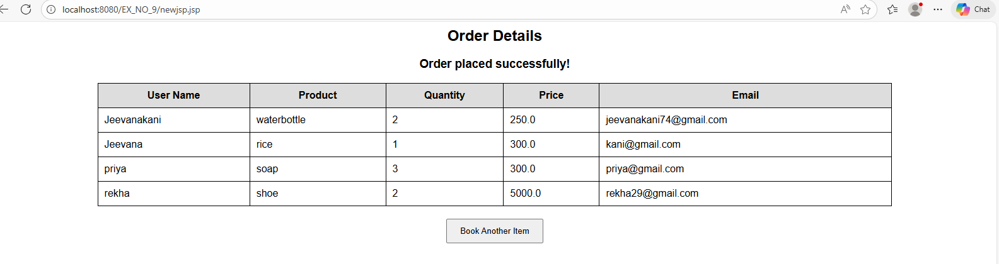 localhost:8080/EX_NO_9/newjsp.jsp
Chat
Order Details
Order placed successfully!
User Name Product Quantity Price Email
Jeevanakani waterbottle 2 250.0 jeevanakani74@gmail.com
Jeevana rice 1 300.0 kani@gmail.com
priya soap 3 300.0 priya@gmail.com
rekha shoe 2 5000.0 rekha29@gmail.com
Book Another Item